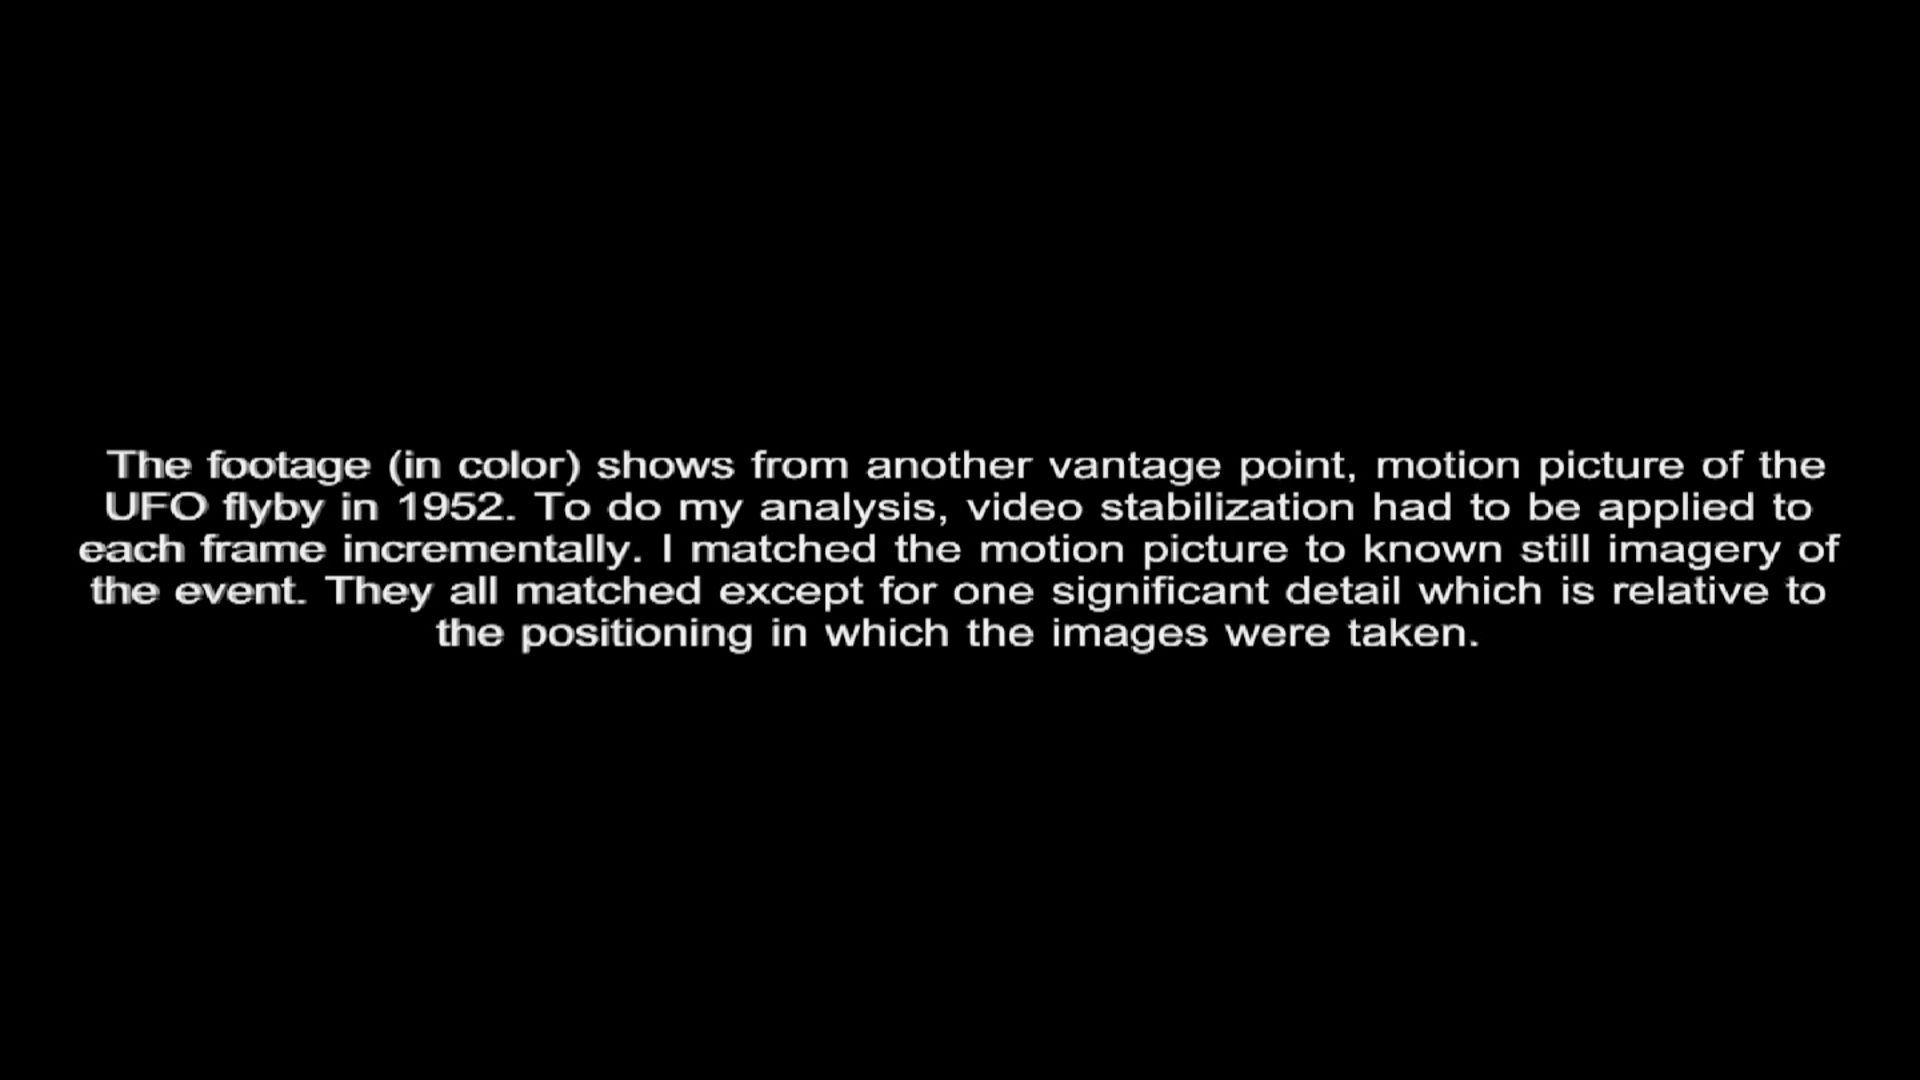 The footage (in color) shows from another vantage point, motion picture of the
UFO flyby in 1952. To do my analysis, video stabilization had to be applied to
each frame incrementally. I matched the motion picture to known still imagery of
the event. They all matched except for one significant detail which is relative to
the positioning in which the images were taken.